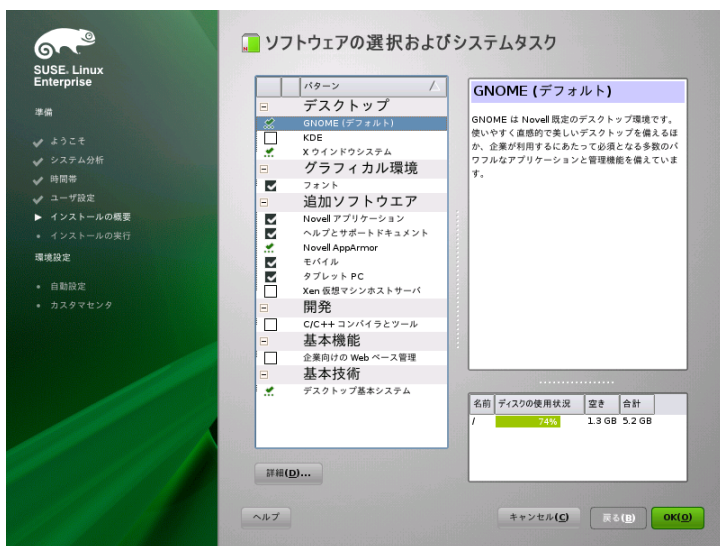 SUSE. Linux
Enterprise
準備
ようこそ
システム分析
時間帯
ユーザ設定
インストールの概要
インストールの実行
環境設定
自動設定
カスタマセンタ
ソフトウェアの選択およびシステムタスク
パターン
デスクトップ
GNOME (デフォルト)
KDE
X ウインドウシステム
グラフィカル環境
フォント
追加ソフトウエア
Novell アプリケーション
ヘルプとサポートドキュメント
Novell AppArmor
モバイル
タブレット PC
Xen 仮想マシンホストサーバ
開発
C/C++ コンパイラとツール
基本機能
企業向けの Web ベース管理
基本技術
デスクトップ基本システム
詳細(D)...
GNOME (デフォルト)
GNOME は Novell 既定のデスクトップ環境です。
使いやすく直感的で美しいデスクトップを備えるほ
か、企業が利用するにあたって必須となる多数のパ
ワフルなアプリケーションと管理機能を備えていま
す。
名前 ディスクの使用状況 空き 合計
/ 74% 1.3 GB 5.2 GB
ヘルプ キャンセル(C) 戻る(B) OK(O)